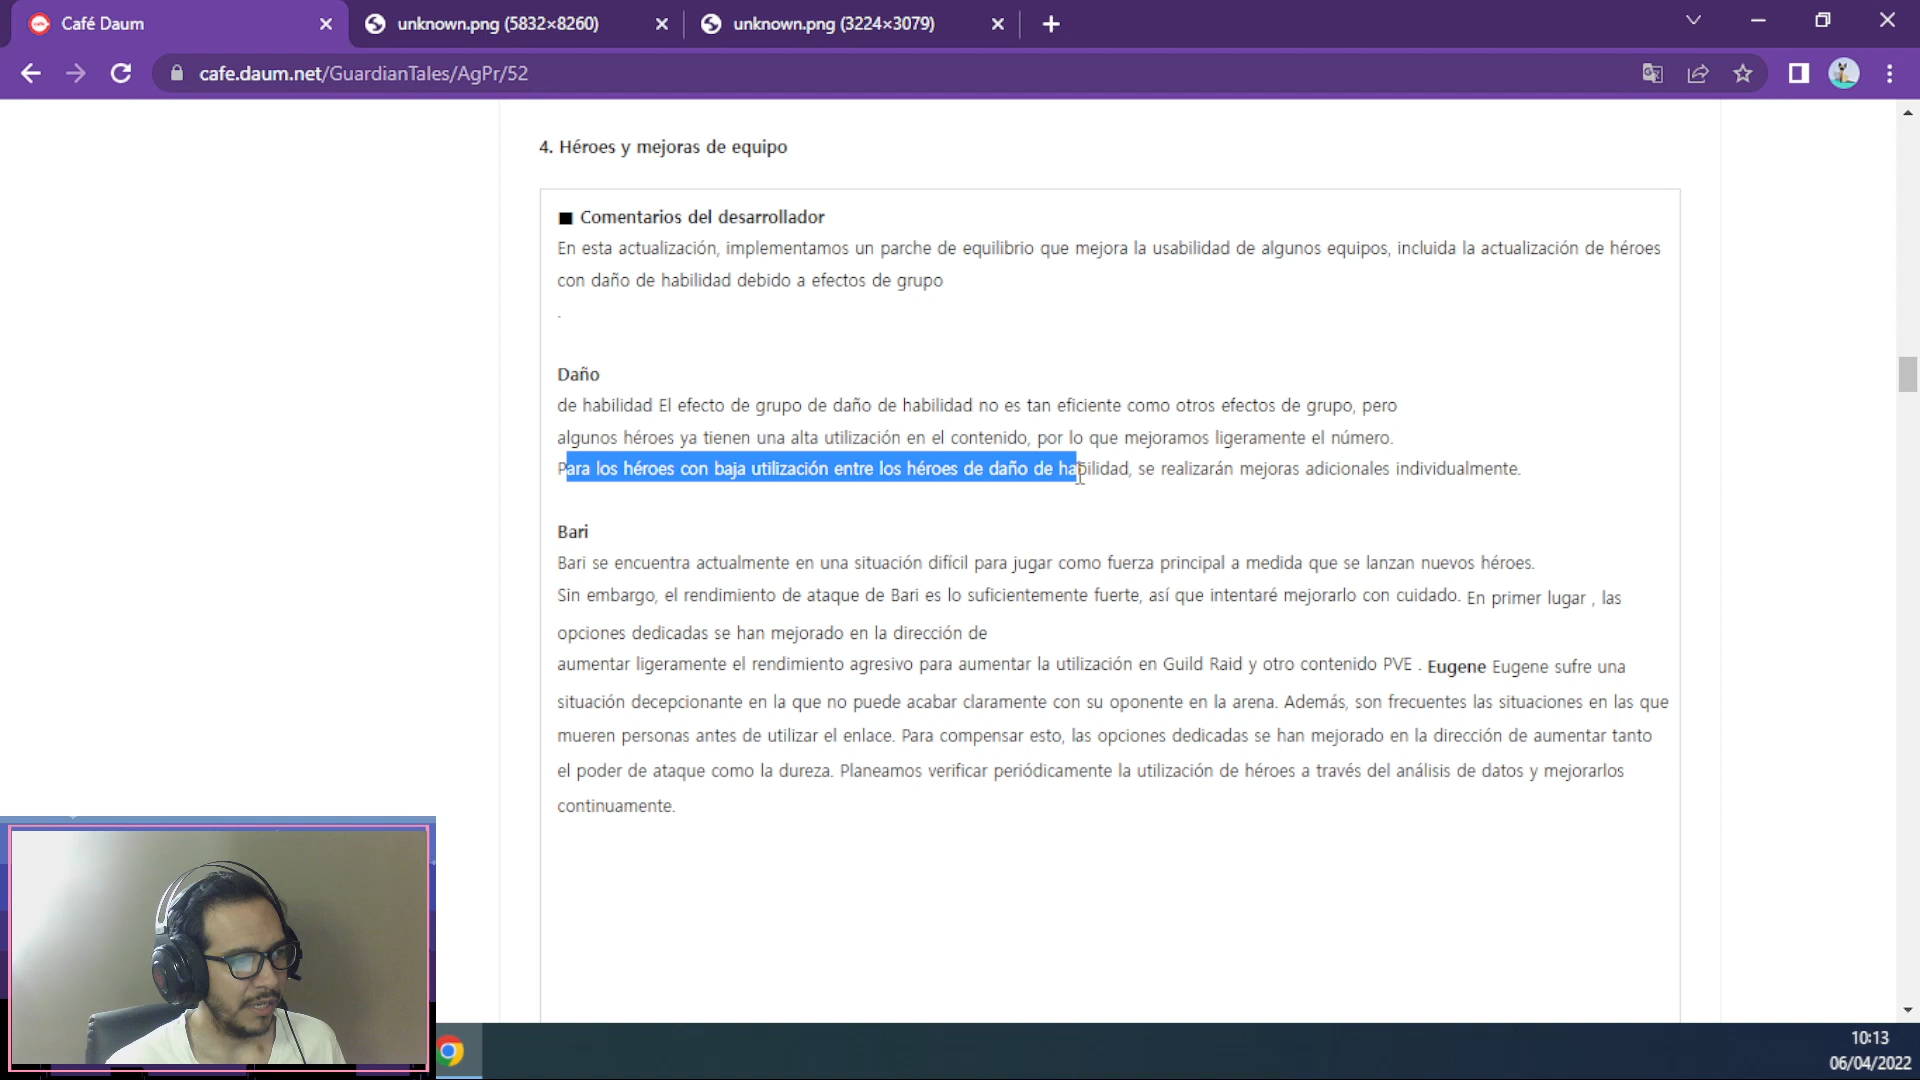 Café Daum
unknown.png (5832×8260)
unknown.png (3224×3079)
cafe.daum.net/GuardianTales/AgPr/52
4. Héroes y mejoras de equipo
■ Comentarios del desarrollador
En esta actualización, implementamos un parche de equilibrio que mejora la usabilidad de algunos equipos, incluida la actualización de héroes
con daño de habilidad debido a efectos de grupo
.
Daño
de habilidad El efecto de grupo de daño de habilidad no es tan eficiente como otros efectos de grupo, pero
algunos héroes ya tienen una alta utilización en el contenido, por lo que mejoramos ligeramente el número.
Para los héroes con baja utilización entre los héroes de daño de habilidad, se realizarán mejoras adicionales individualmente.
Bari
Bari se encuentra actualmente en una situación difícil para jugar como fuerza principal a medida que se lanzan nuevos héroes.
Sin embargo, el rendimiento de ataque de Bari es lo suficientemente fuerte, así que intentaré mejorarlo con cuidado. En primer lugar , las
opciones dedicadas se han mejorado en la dirección de
aumentar ligeramente el rendimiento agresivo para aumentar la utilización en Guild Raid y otro contenido PVE . Eugene Eugene sufre una
situación decepcionante en la que no puede acabar claramente con su oponente en la arena. Además, son frecuentes las situaciones en las que
mueren personas antes de utilizar el enlace. Para compensar esto, las opciones dedicadas se han mejorado en la dirección de aumentar tanto
el poder de ataque como la dureza. Planeamos verificar periódicamente la utilización de héroes a través del análisis de datos y mejorarlos
continuamente.
10:13
06/04/2022